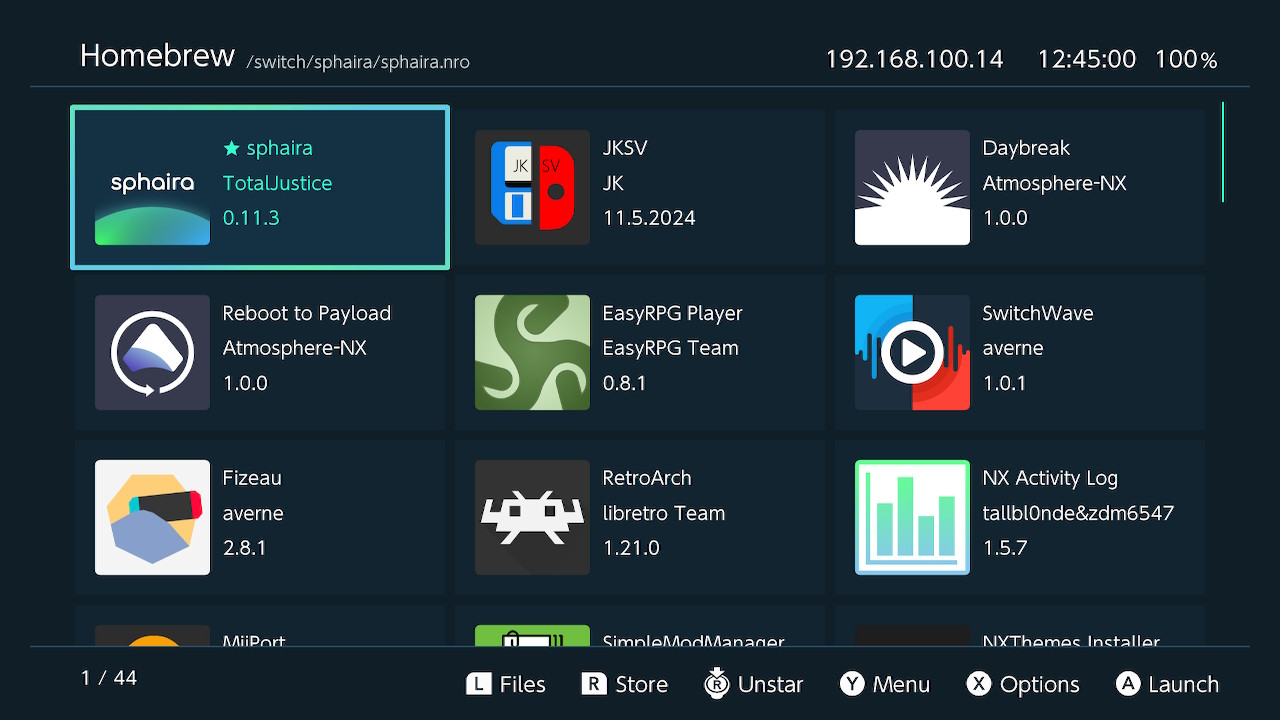 Homebrew /switch/sphaira/sphaira.nro 192.168.100.14 12:45:00 100%
sphaira
★ sphaira
TotalJustice
0.11.3
JK SV
JKSV
JK
11.5.2024
Daybreak
Atmosphere-NX
1.0.0
Reboot to Payload
Atmosphere-NX
1.0.0
EasyRPG Player
EasyRPG Team
0.8.1
SwitchWave
averne
1.0.1
Fizeau
averne
2.8.1
RetroArch
libretro Team
1.21.0
NX Activity Log
tallbl0nde&zdm6547
1.5.7
MiiPort
SimpleModManager
NXThemes Installer
1 / 44
L Files R Store R Unstar Y Menu X Options A Launch